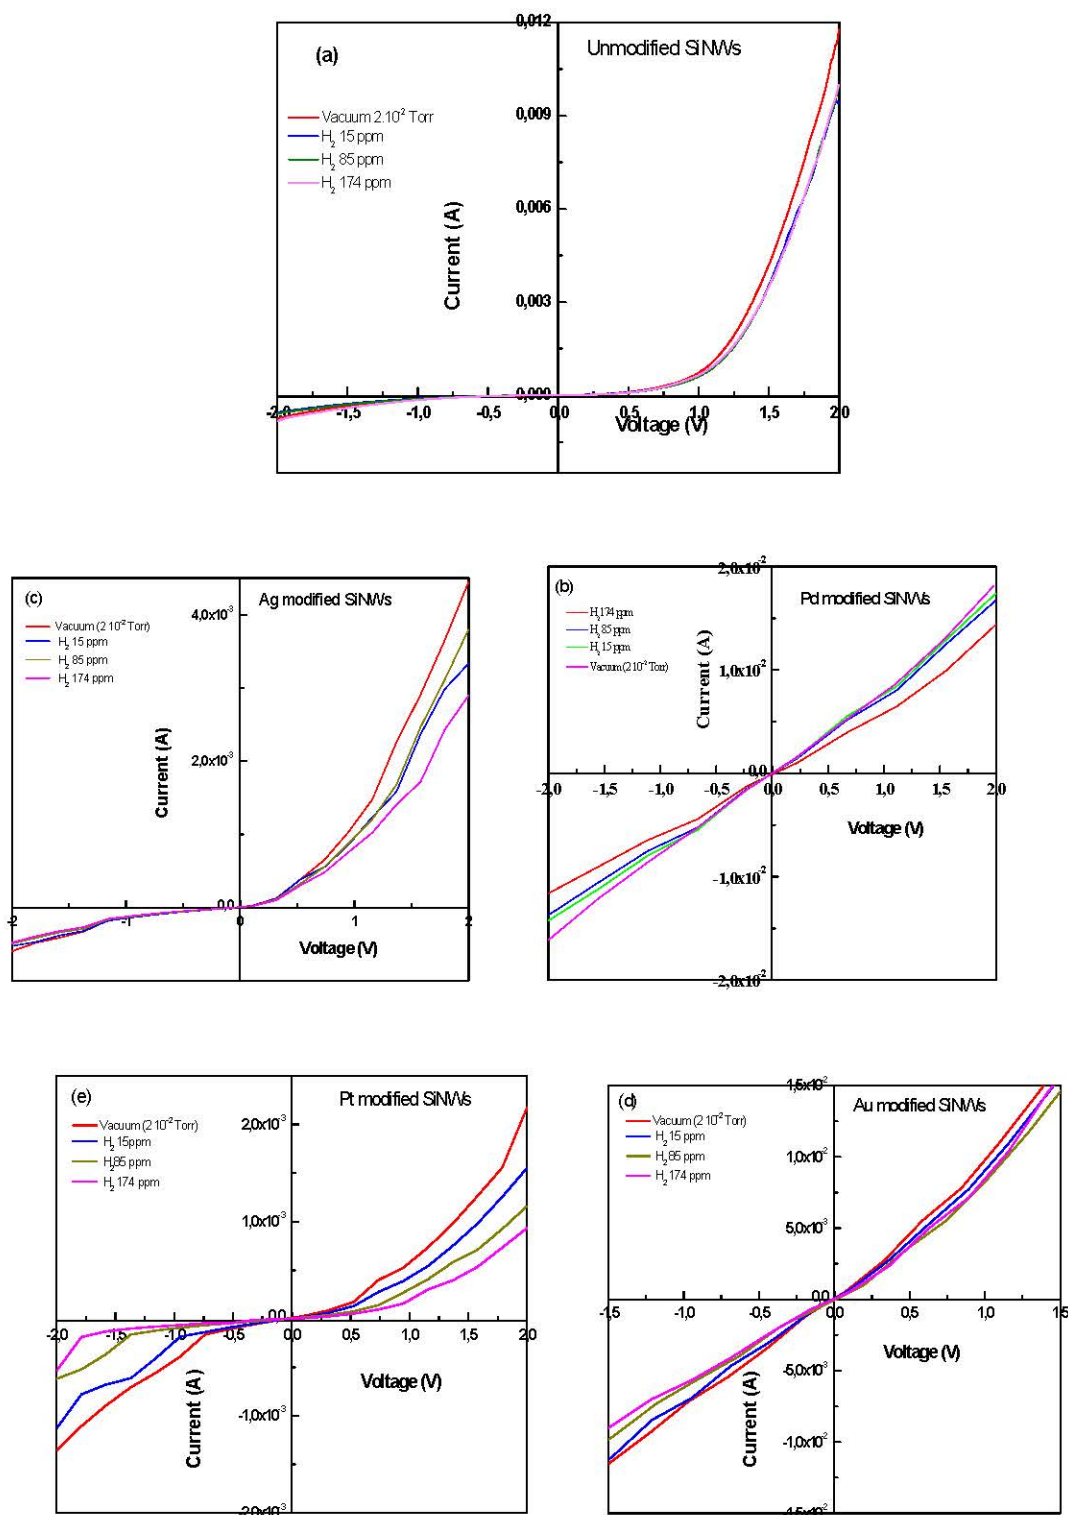 0,012
(a)
Unmodified SiNWs
Vacuum 2.10⁻² Torr
H₂ 15 ppm
H₂ 85 ppm
H₂ 174 ppm
0,009
0,006
0,003
0,000
Current (A)
-2,0 -1,5 -1,0 -0,5 0,0 0,5 1,0 1,5 2,0
Voltage (V)
(c)
Ag modified SiNWs
Vacuum (2 10⁻² Torr)
H₂ 15 ppm
H₂ 85 ppm
H₂ 174 ppm
4,0x10⁻³
2,0x10⁻³
0,0
Current (A)
-2 -1 1 2
Voltage (V)
2,0x10⁻²
(b)
Pd modified SiNWs
H₂174 ppm
H₂85 ppm
H₂15 ppm
Vacuum (2 10⁻² Torr)
1,0x10⁻²
0,0
-1,0x10⁻²
-2,0x10⁻²
Current (A)
-2,0 -1,5 -1,0 -0,5 0,0 0,5 1,0 1,5 2,0
Voltage (V)
(e)
Pt modified SiNWs
Vacuum (2 10⁻² Torr)
H₂ 15ppm
H₂85 ppm
H₂ 174 ppm
2,0x10⁻³
1,0x10⁻³
0,0
-1,0x10⁻³
-2,0x10⁻³
-2,0 -1,5 -1,0 -0,5 0,0 0,5 1,0 1,5 2,0
Voltage (V)
Current (A)
1,5x10⁻²
(d)
Au modified SiNWs
Vacuum (2 10⁻² Torr)
H₂ 15 ppm
H₂ 85 ppm
H₂ 174 ppm
1,0x10⁻²
5,0x10⁻³
0,0
-5,0x10⁻³
-1,0x10⁻²
-1,5x10⁻²
-1,5 -1,0 -0,5 0,0 0,5 1,0 1,5
Voltage (V)
Current (A)